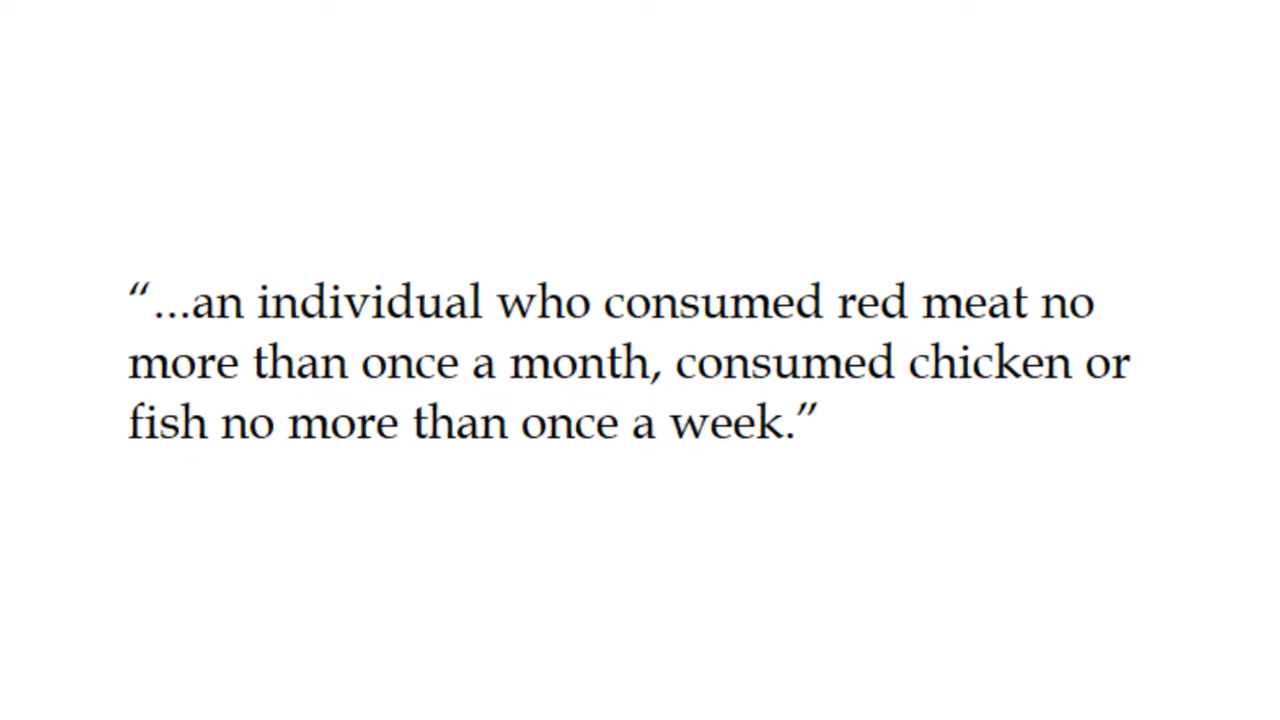 “...an individual who consumed red meat no
more than once a month, consumed chicken or
fish no more than once a week.”